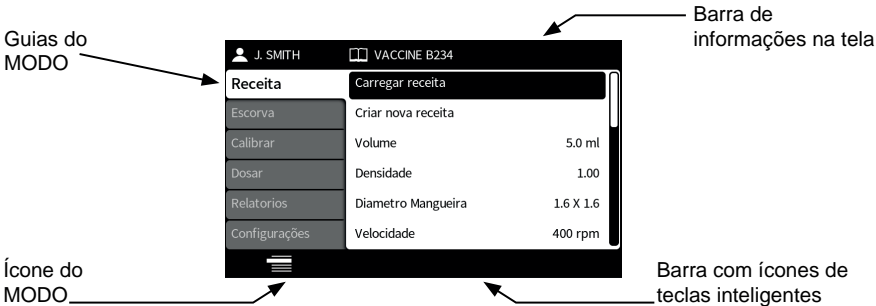 Barra de
informações na tela
Guias do
MODO
J. SMITH VACCINE B234
Receita Carregar receita
Escorva Criar nova receita
Calibrar Volume 5.0 ml
Dosar Densidade 1.00
Relatorios Diametro Mangueira 1.6 X 1.6
Configurações Velocidade 400 rpm
Ícone do
MODO
Barra com ícones de
teclas inteligentes